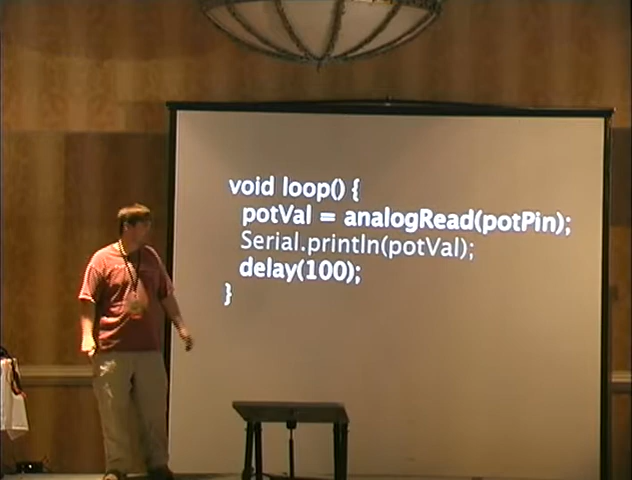 void loop() {
potVal = analogRead(potPin);
Serial.println(potVal);
delay(100);
}